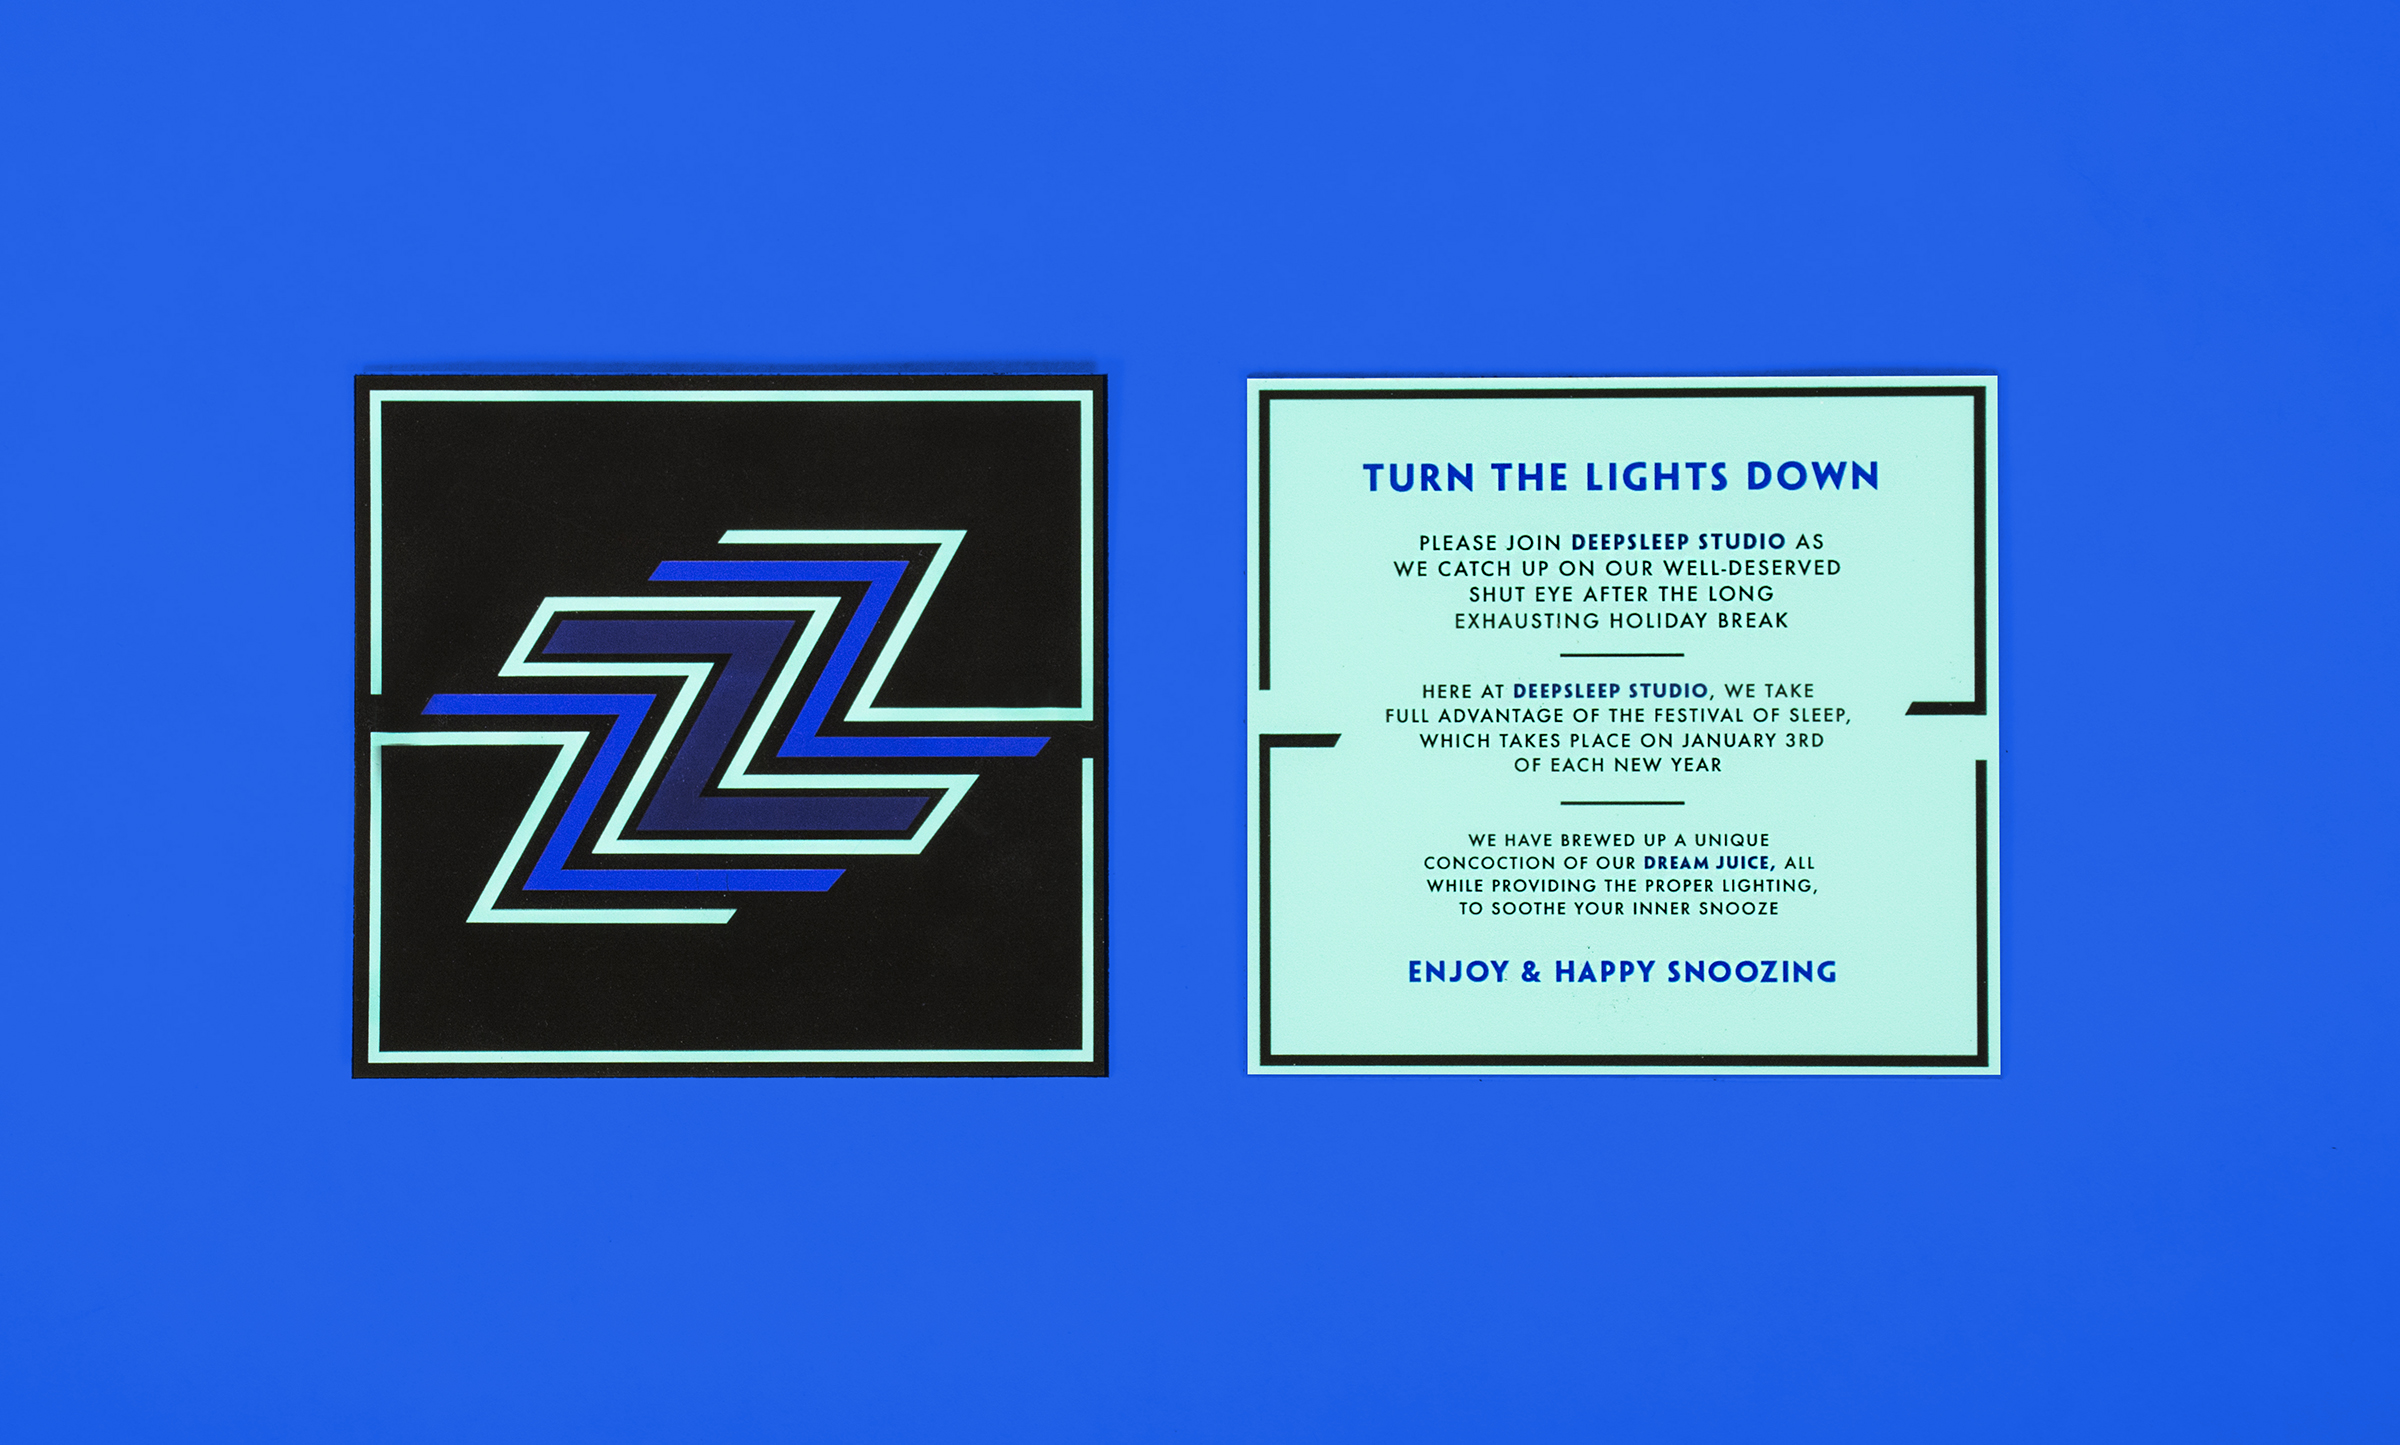 TURN THE LIGHTS DOWN
PLEASE JOIN DEEPSLEEP STUDIO AS
WE CATCH UP ON OUR WELL-DESERVED
SHUT EYE AFTER THE LONG
EXHAUSTING HOLIDAY BREAK
HERE AT DEEPSLEEP STUDIO, WE TAKE
FULL ADVANTAGE OF THE FESTIVAL OF SLEEP,
WHICH TAKES PLACE ON JANUARY 3RD
OF EACH NEW YEAR
WE HAVE BREWED UP A UNIQUE
CONCOCTION OF OUR DREAM JUICE, ALL
WHILE PROVIDING THE PROPER LIGHTING,
TO SOOTHE YOUR INNER SNOOZE
ENJOY & HAPPY SNOOZING